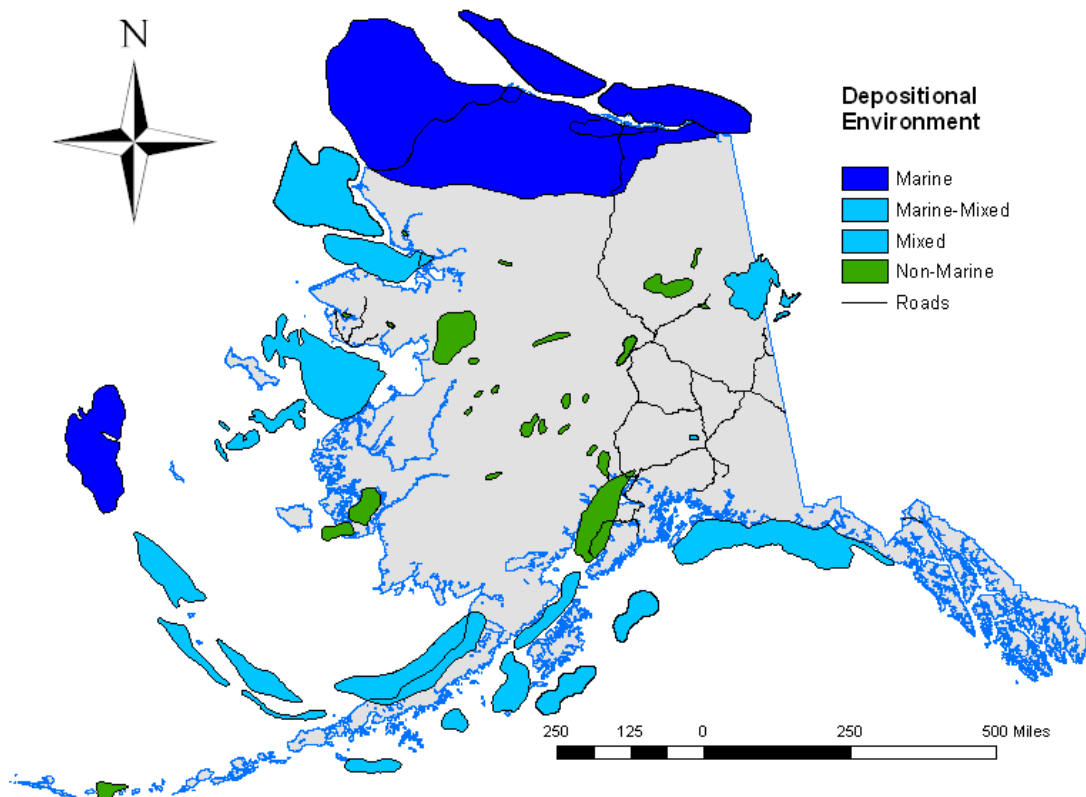 N
Depositional
Environment
Marine
Marine-Mixed
Mixed
Non-Marine
Roads
250 125 0 250 500 Miles